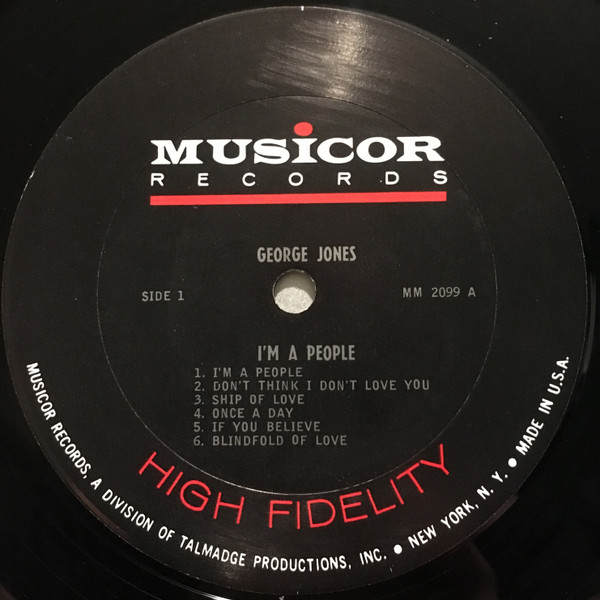 MUSiCOR
RECORDS
GEORGE JONES
SIDE 1
MM 2099 A
I'M A PEOPLE
1. I'M A PEOPLE
2. DON'T THINK I DON'T LOVE YOU
3. SHIP OF LOVE
4. ONCE A DAY
5. IF YOU BELIEVE
6. BLINDFOLD OF LOVE
HIGH FIDELITY
MUSICOR RECORDS, A DIVISION OF TALMADGE PRODUCTIONS, INC. ● NEW YORK, N. Y. ● MADE IN U.S.A.